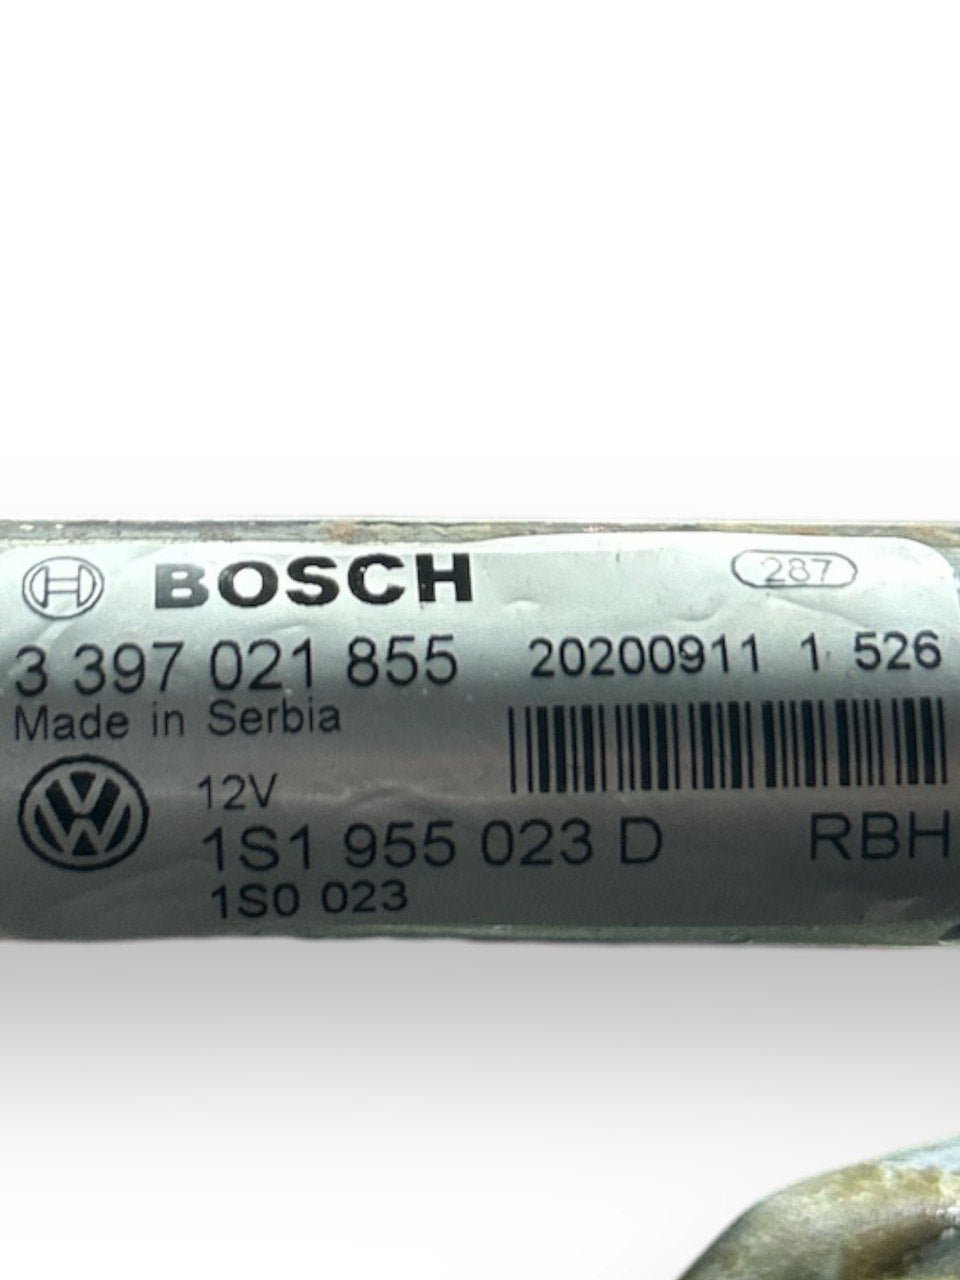 BOSCH 287
3 397 021 855 20200911 1 526
Made in Serbia
12V
1S1 955 023 D RBH
1S0 023